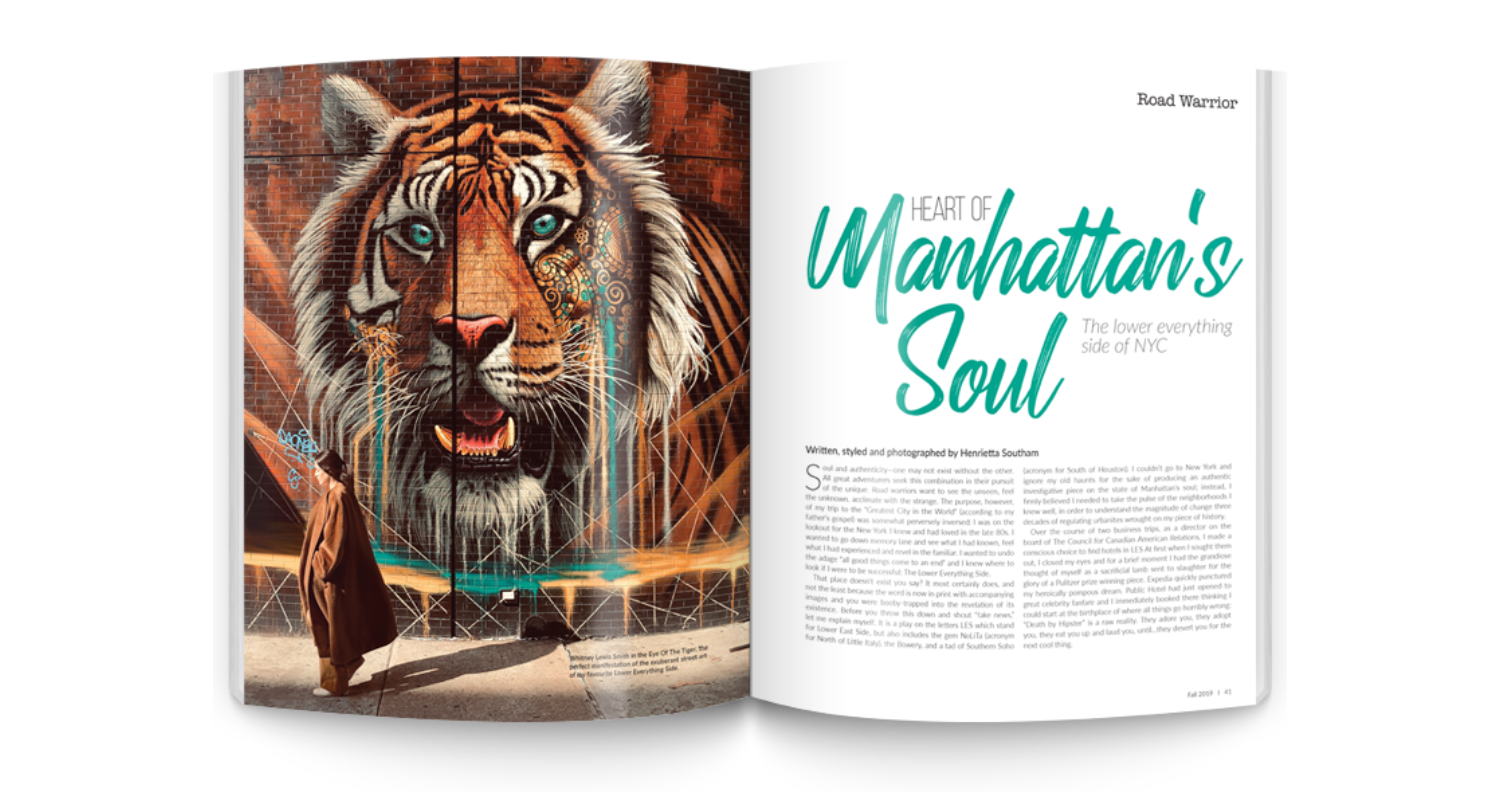 DAONE
Whitney Lewis Smith in the Eye Of The Tiger, the
perfect manifestation of the exuberant street art
of my favourite Lower Everything Side.
Road Warrior
HEART OF
Manhattan's
Soul
The lower everything
side of NYC
Written, styled and photographed by Henrietta Southam
Soul and authenticity—one may not exist without the other.
All great adventures seek this combination in their pursuit
of the unique. Road warriors want to see the unseen, feel
the unknown, acclimate with the strange. The purpose, however,
of my trip to the "Greatest City in the World" (according to my
father's gospel) was somewhat perversely inversed: I was on the
lookout for the New York I knew and had loved in the late 80s. I
wanted to go down memory lane and see what I had known, feel
what I had experienced and revel in the familiar. I wanted to undo
the adage "all good things come to an end" and I knew where to
look if I were to be successful: The Lower Everything Side.
That place doesn't exist you say? It most certainly does, and
not the least because the word is now in print with accompanying
images and you were booby-trapped into the revelation of its
existence. Before you throw this down and shout "fake news,"
let me explain myself. It is a play on the letters LES which stand
for Lower East Side, but also includes the gem NoLiTa (acronym
for North of Little Italy), the Bowery, and a tad of Southern Soho
(acronym for South of Houston). I couldn't go to New York and
ignore my old haunts for the sake of producing an authentic
investigative piece on the state of Manhattan's soul; instead, I
firmly believed I needed to take the pulse of the neighborhoods I
knew well, in order to understand the magnitude of change three
decades of regulating urbanites wrought on my piece of history.
Over the course of two business trips, as a director on the
board of The Council for Canadian American Relations, I made a
conscious choice to find hotels in LES At first when I sought them
out, I closed my eyes and for a brief moment I had the grandiose
thought of myself as a sacrificial lamb sent to slaughter for the
glory of a Pulitzer prize winning piece. Expedia quickly punctured
my heroically pompous dream. Public Hotel had just opened to
great celebrity fanfare and I immediately booked there thinking I
could start at the birthplace of where all things go horribly wrong:
"Death by Hipster" is a raw reality. They adore you, they adopt
you, they eat you up and laud you, until...they desert you for the
next cool thing.
Fall 2019 | 41